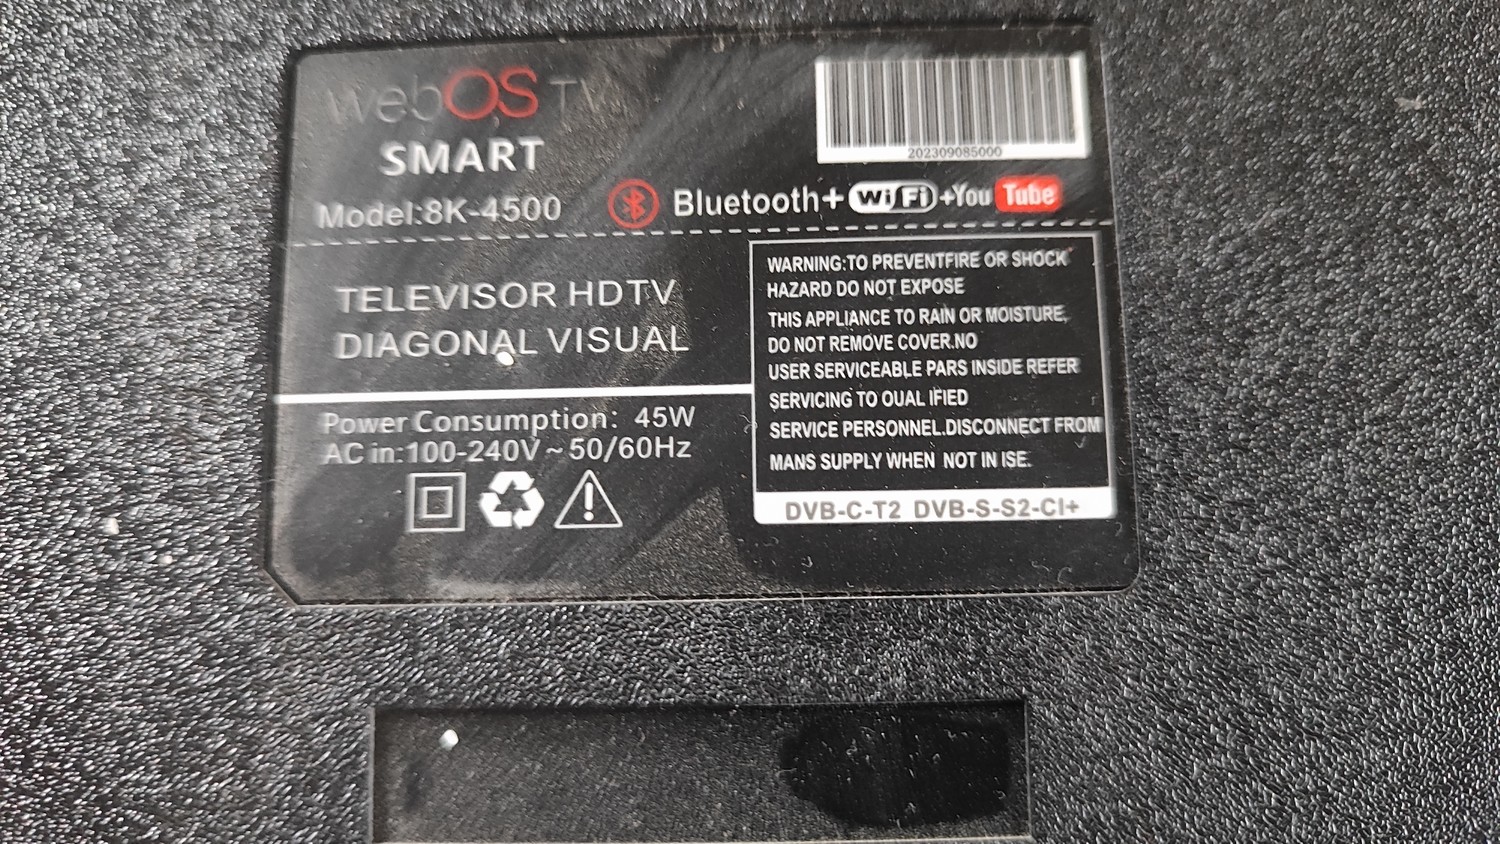 webOS TV
SMART
Model:8K-4500
202309085000
Bluetooth+WiFi+YouTube
TELEVISOR HDTV
DIAGONAL VISUAL
Power Consumption: 45W
AC in:100-240V~50/60Hz
WARNING:TO PREVENTFIRE OR SHOCK
HAZARD DO NOT EXPOSE
THIS APPLIANCE TO RAIN OR MOISTURE,
DO NOT REMOVE COVER.NO
USER SERVICEABLE PARS INSIDE REFER
SERVICING TO OUAL IFIED
SERVICE PERSONNEL.DISCONNECT FROM
MANS SUPPLY WHEN NOT IN ISE.
DVB-C-T2 DVB-S-S2-CI+